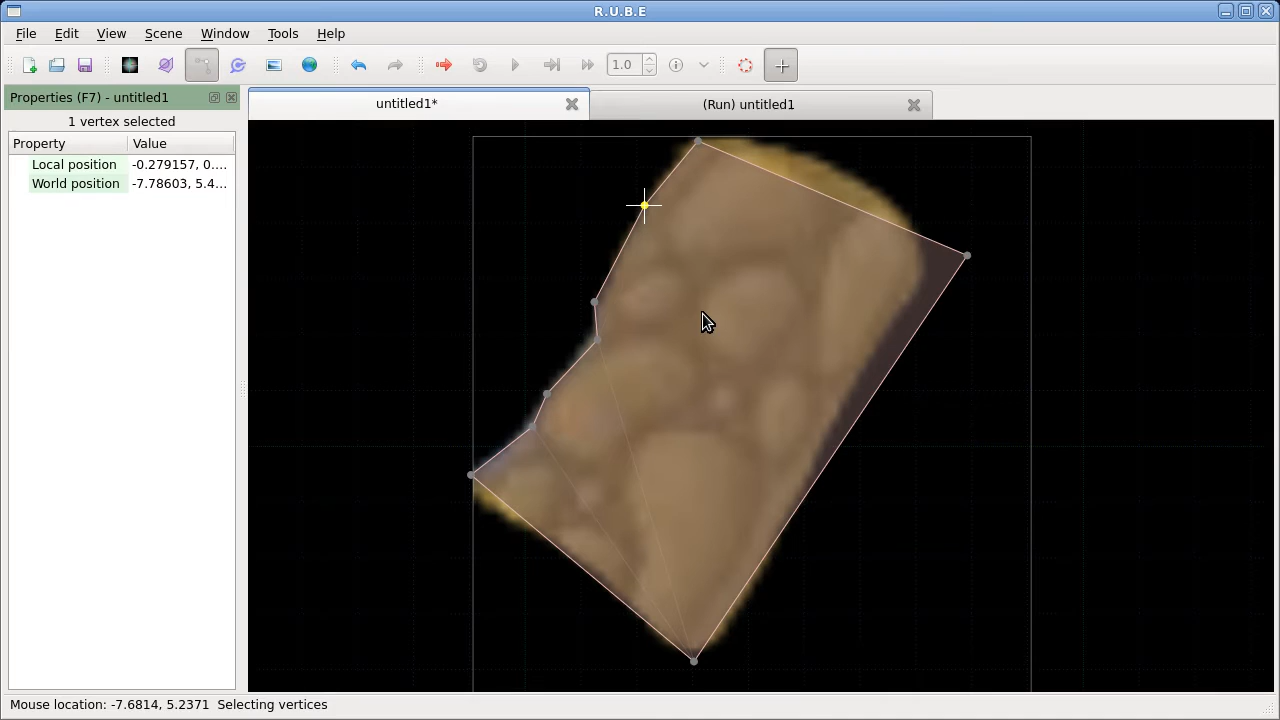 R.U.B.E
File Edit View Scene Window Tools Help
1.0
Properties (F7) - untitled1
untitled1*
(Run) untitled1
1 vertex selected
Property Value
Local position -0.279157, 0....
World position -7.78603, 5.4...
Mouse location: -7.6814, 5.2371 Selecting vertices